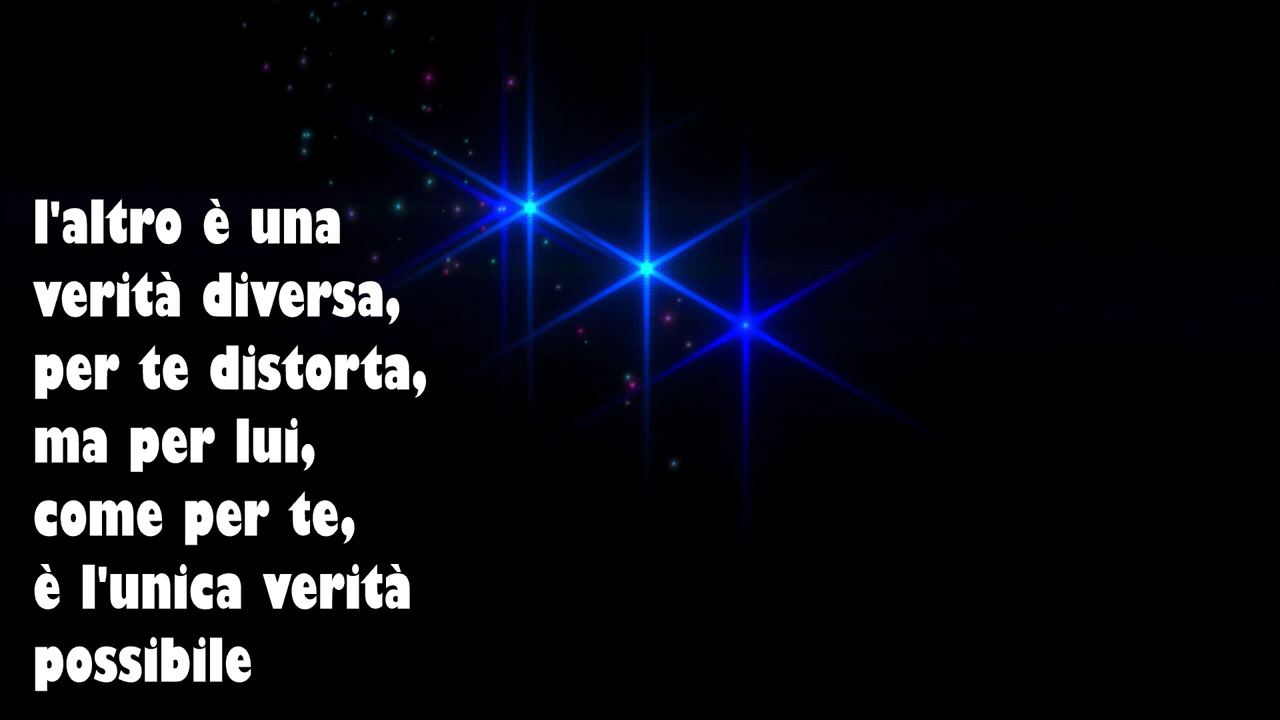 l'altro è una
verità diversa,
per te distorta,
ma per lui,
come per te,
è l'unica verità
possibile